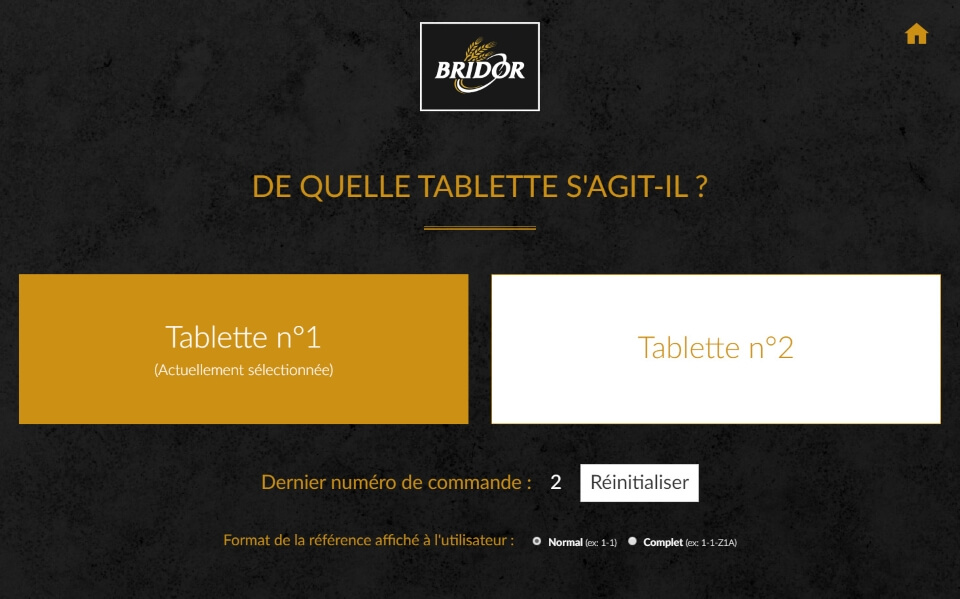 BRIDOR
DE QUELLE TABLETTE S'AGIT-IL ?
Tablette n°1
(Actuellement sélectionnée)
Tablette n°2
Dernier numéro de commande : 2 Réinitialiser
Format de la référence affiché à l'utilisateur : Normal (ex: 1-1) Complet (ex: 1-1-Z1A)